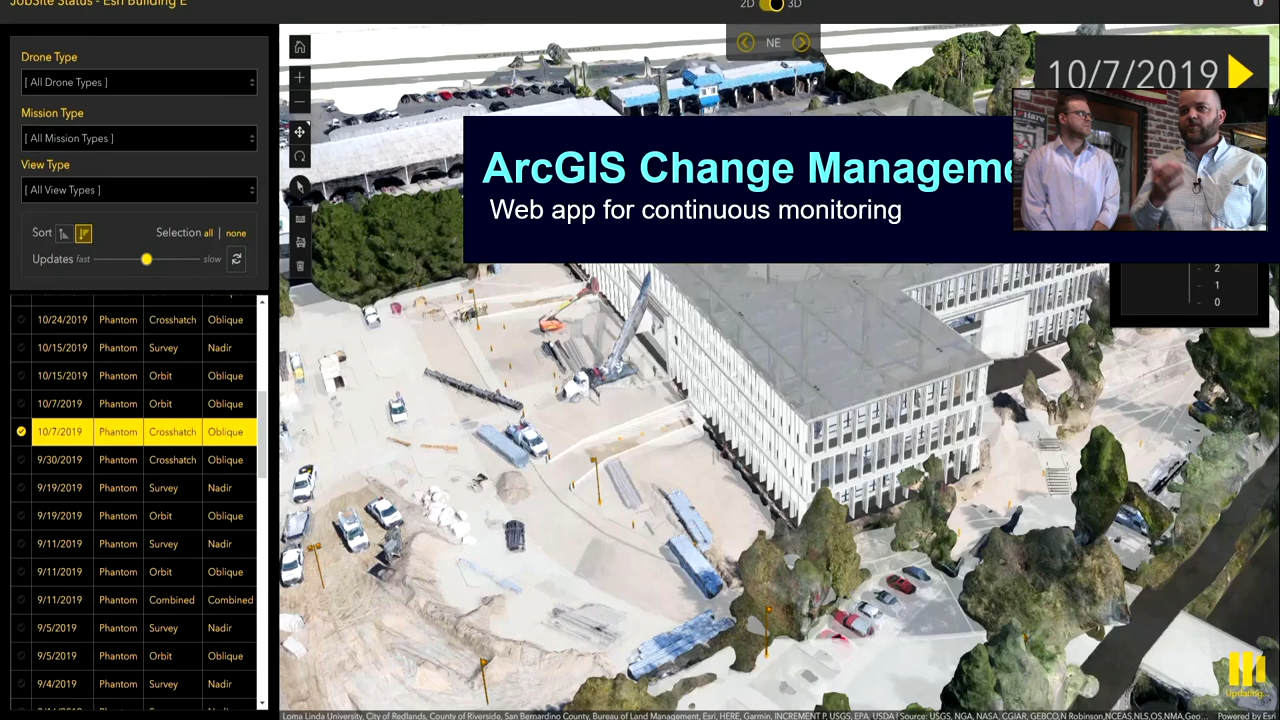 JobSite Status - Esri Building E
2D 3D
Drone Type
[ All Drone Types ]
Mission Type
[ All Mission Types ]
View Type
[ All View Types ]
Sort Selection all | none
Updates fast slow
10/24/2019 Phantom Crosshatch Oblique
10/15/2019 Phantom Survey Nadir
10/15/2019 Phantom Orbit Oblique
10/7/2019 Phantom Orbit Oblique
10/7/2019 Phantom Crosshatch Oblique
9/30/2019 Phantom Crosshatch Oblique
9/19/2019 Phantom Survey Nadir
9/19/2019 Phantom Orbit Oblique
9/11/2019 Phantom Survey Nadir
9/11/2019 Phantom Orbit Oblique
9/11/2019 Phantom Combined Combined
9/5/2019 Phantom Survey Nadir
9/5/2019 Phantom Orbit Oblique
9/4/2019 Phantom Survey Nadir
NE
10/7/2019
ArcGIS Change Manageme
Web app for continuous monitoring
2
1
0
Updating...
Loma Linda University, City of Redlands, County of Riverside, San Bernardino County, Bureau of Land Management, Esri, HERE, Garmin, INCREMENT P, USGS, EPA, USDA | Source: USGS, NGA, NASA, CGIAR, GEBCO,N Robinson,NCEAS,NLS,OS,NMA,Geo... Powered by Esri